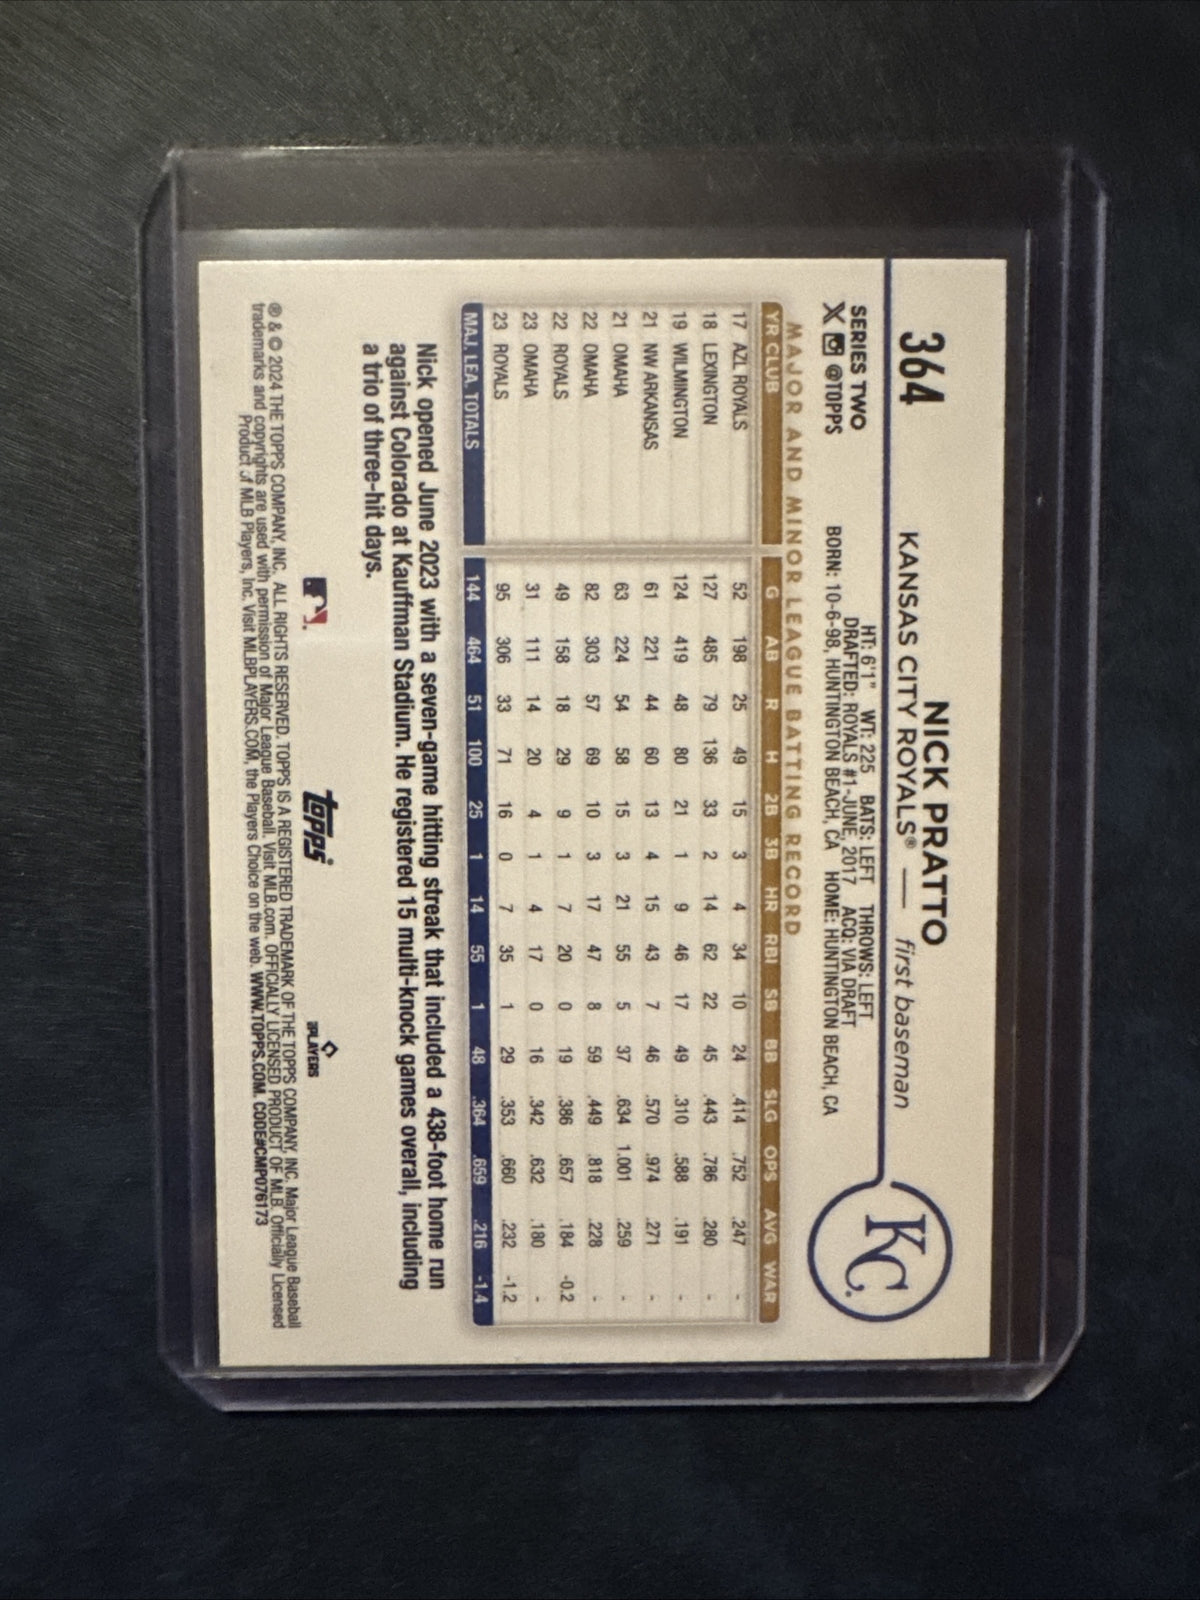 364
NICK PRATTO
KANSAS CITY ROYALS® — first baseman
KC
SERIES TWO
X @TOPPS
HT: 6'1" WT: 225 BATS: LEFT THROWS: LEFT
DRAFTED: ROYALS #1-JUNE, 2017 ACQ: VIA DRAFT
BORN: 10-6-98, HUNTINGTON BEACH, CA HOME: HUNTINGTON BEACH, CA
MAJOR AND MINOR LEAGUE BATTING RECORD
YR CLUB G AB R H 2B 3B HR RBI SB BB SLG OPS AVG WAR
17 AZL ROYALS 52 198 25 49 15 3 4 34 10 24 .414 .752 .247 -
18 LEXINGTON 127 485 79 136 33 2 14 62 22 45 .443 .786 .280 -
19 WILMINGTON 124 419 48 80 21 1 9 46 17 49 .310 .588 .191 -
21 NW ARKANSAS 61 221 44 60 13 4 15 43 7 46 .570 .974 .271 -
21 OMAHA 63 224 54 58 15 3 21 55 5 37 .634 1.001 .259 -
22 OMAHA 82 303 57 69 10 3 17 47 8 59 .449 .818 .228 -
22 ROYALS 49 158 18 29 9 1 7 20 0 19 .386 .657 .184 -0.2
23 OMAHA 31 111 14 20 4 1 4 17 0 16 .342 .632 .180 -
23 ROYALS 95 306 33 71 16 0 7 35 1 29 .353 .660 .232 -1.2
MAJ. LEA. TOTALS 144 464 51 100 25 1 14 55 1 48 .364 .659 .216 -1.4
Nick opened June 2023 with a seven-game hitting streak that included a 438-foot home run
against Colorado at Kauffman Stadium. He registered 15 multi-knock games overall, including
a trio of three-hit days.
topps
PLAYERS
® & © 2024 THE TOPPS COMPANY, INC. ALL RIGHTS RESERVED. TOPPS IS A REGISTERED TRADEMARK OF THE TOPPS COMPANY, INC. Major League Baseball
trademarks and copyrights are used with permission of Major League Baseball. Visit MLB.com. OFFICIALLY LICENSED PRODUCT OF MLB. Officially Licensed
Product of MLB Players, Inc. Visit MLBPLAYERS.COM, the Players Choice on the web. WWW.TOPPS.COM. CODE#CMP076173